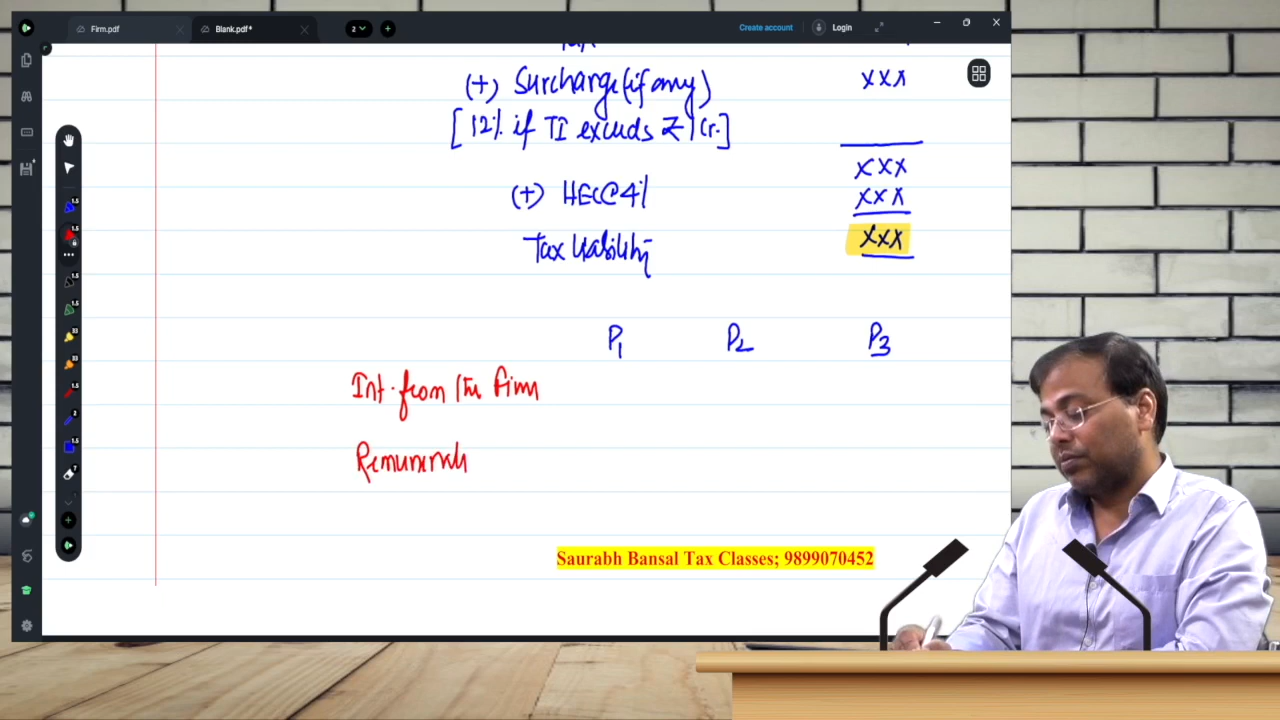 Firm.pdf
Blank.pdf*
2
Create account
Login
(+) Surcharge (if any) xxx
[12% if TI exceeds ₹ 1 Cr.]
xxx
(+) HEC@4% xxx
Tax liability xxx
P1 P2 P3
Int. from the Firm
Saurabh Bansal Tax Classes; 9899070452